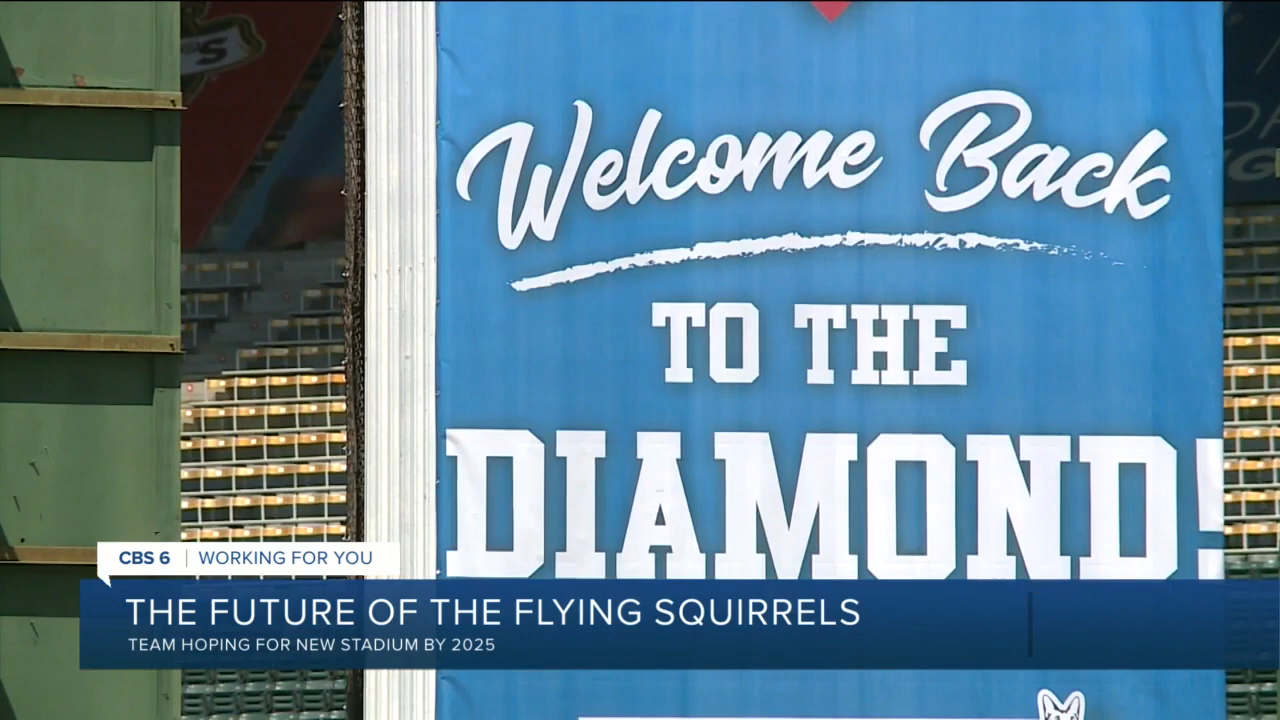 Welcome Back
TO THE
DIAMOND!
CBS 6 | WORKING FOR YOU
THE FUTURE OF THE FLYING SQUIRRELS
TEAM HOPING FOR NEW STADIUM BY 2025